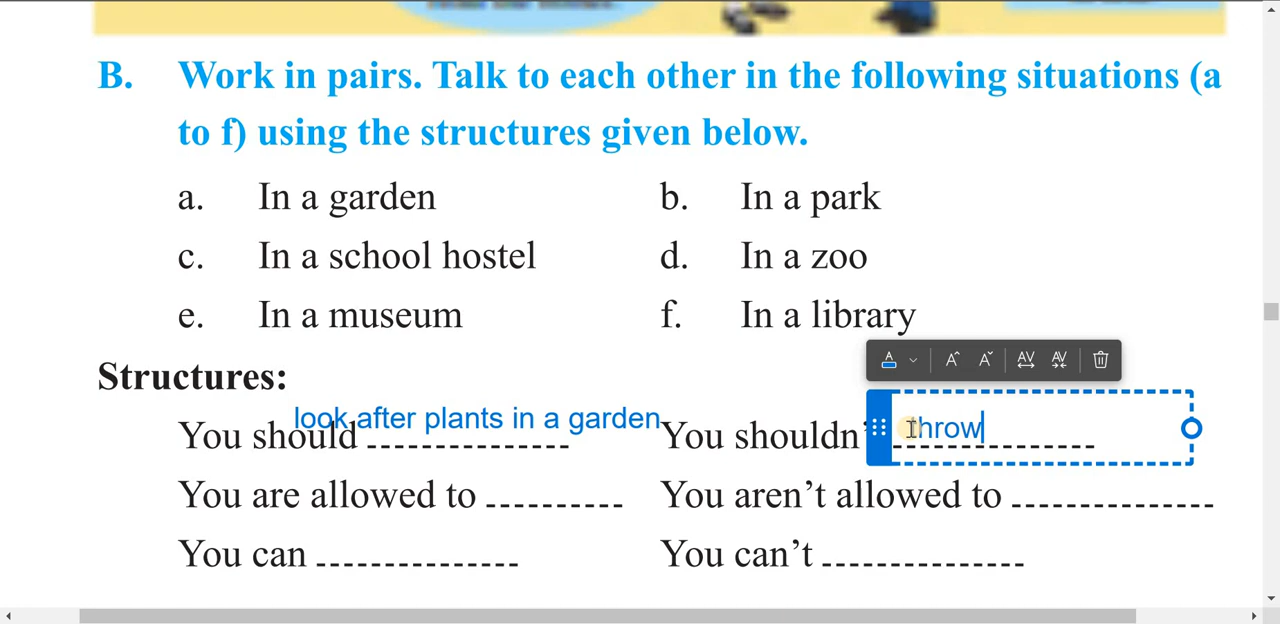 B. Work in pairs. Talk to each other in the following situations (a
to f) using the structures given below.
a. In a garden b. In a park
c. In a school hostel d. In a zoo
e. In a museum f. In a library
Structures:
look after plants in a garden
You should _ _ _ _ _ _ _ _ _ _ _ _ _ _ _ You shouldn' throw
You are allowed to _ _ _ _ _ _ _ _ _ _ You aren’t allowed to _ _ _ _ _ _ _ _ _ _ _ _ _ _ _
You can _ _ _ _ _ _ _ _ _ _ _ _ _ _ _ You can’t _ _ _ _ _ _ _ _ _ _ _ _ _ _ _